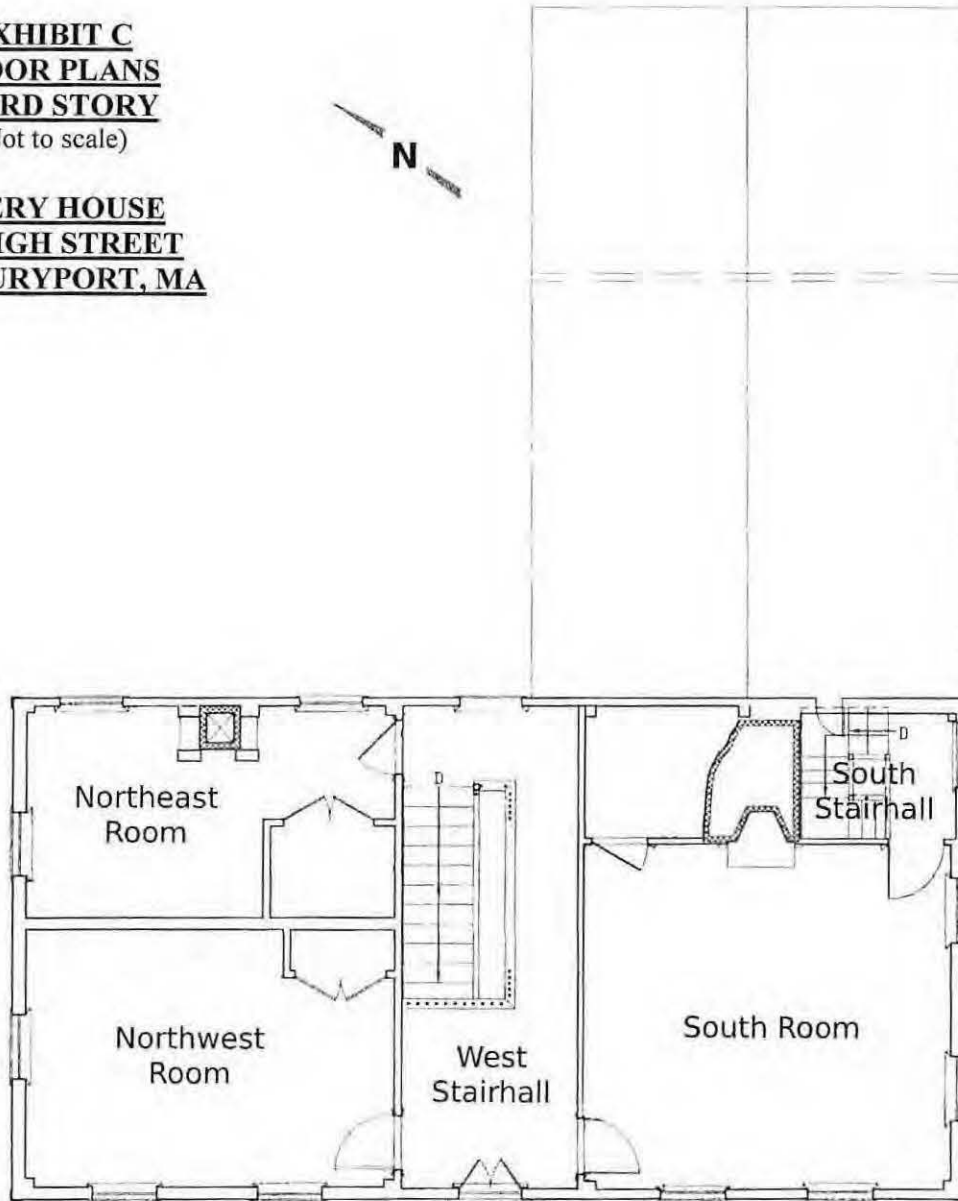 XHIBIT C
OOR PLANS
RD STORY
Not to scale)
ERY HOUSE
IGH STREET
URYPORT, MA
N
Northeast
Room
D
D
South
Stairhall
Northwest
Room
West
Stairhall
South Room